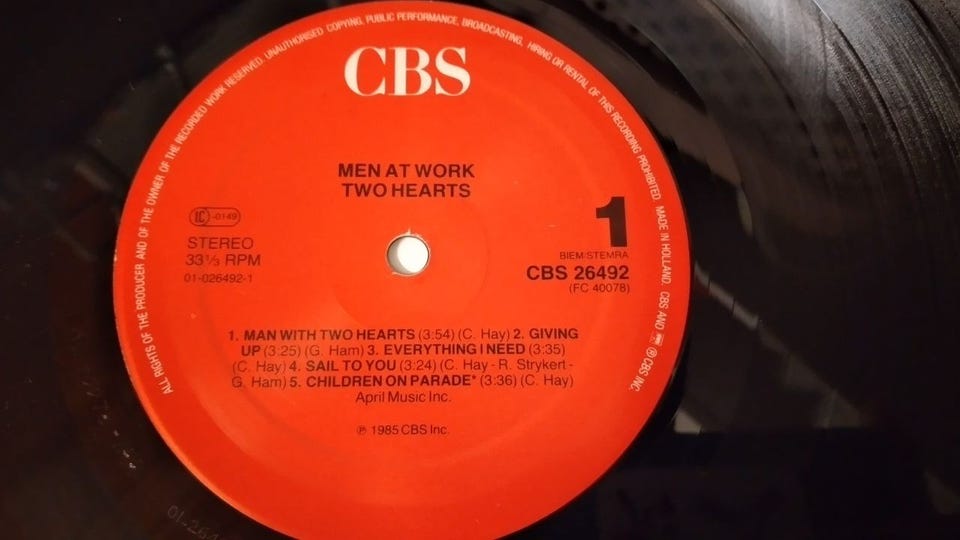 ALL RIGHTS OF THE PRODUCER AND OF THE OWNER OF THE RECORDED WORK RESERVED. UNAUTHORISED COPYING, PUBLIC PERFORMANCE, BROADCASTING, HIRING OR RENTAL OF THIS RECORDING PROHIBITED. MADE IN HOLLAND. CBS AND ℗ CBS INC.
CBS
MEN AT WORK
TWO HEARTS
LC -0149
STEREO
33⅓ RPM
01-026492-1
1
BIEM/STEMRA
CBS 26492
(FC 40078)
1. MAN WITH TWO HEARTS (3:54) (C. Hay) 2. GIVING
UP (3:25) (G. Ham) 3. EVERYTHING I NEED (3:35)
(C. Hay) 4. SAIL TO YOU (3:24) (C. Hay - R. Strykert -
G. Ham) 5. CHILDREN ON PARADE* (3:36) (C. Hay)
April Music Inc.
℗ 1985 CBS Inc.